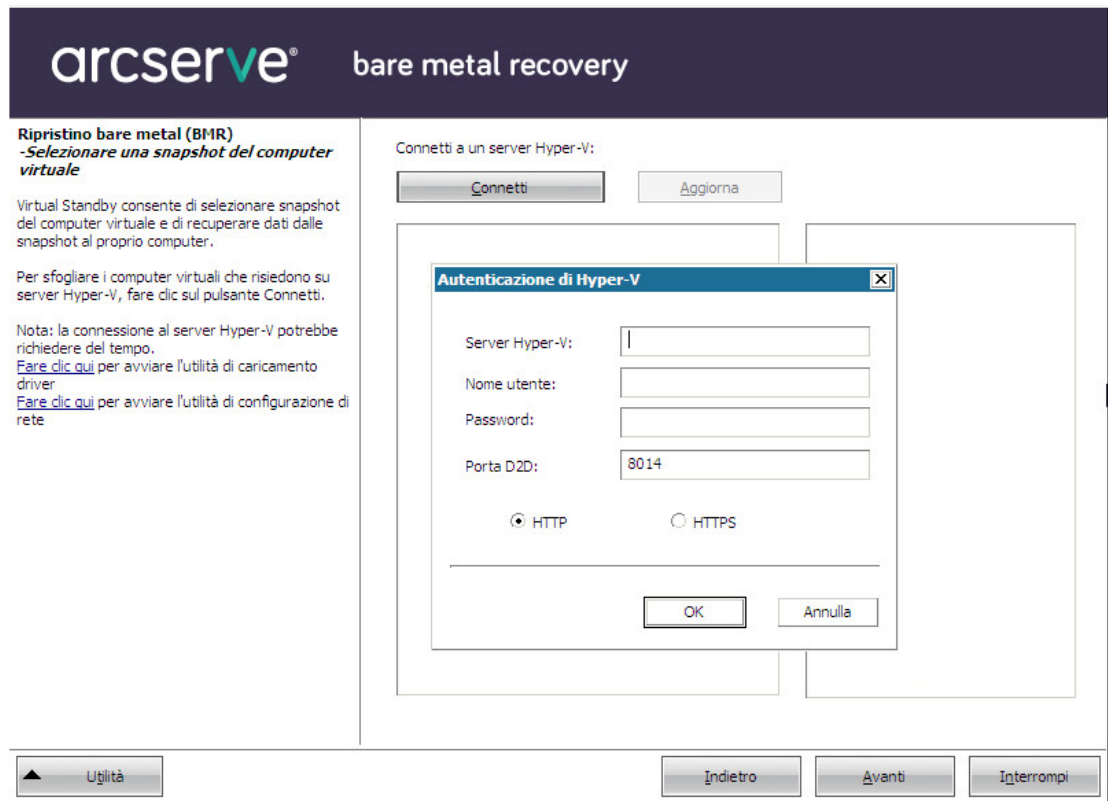 arcserve® bare metal recovery
Ripristino bare metal (BMR)
-Selezionare una snapshot del computer
virtuale
Virtual Standby consente di selezionare snapshot
del computer virtuale e di recuperare dati dalle
snapshot al proprio computer.
Per sfogliare i computer virtuali che risiedono su
server Hyper-V, fare clic sul pulsante Connetti.
Nota: la connessione al server Hyper-V potrebbe
richiedere del tempo.
Fare clic qui per avviare l'utilità di caricamento
driver
Fare clic qui per avviare l'utilità di configurazione di
rete
Connetti a un server Hyper-V:
Connetti Aggiorna
Autenticazione di Hyper-V
Server Hyper-V:
Nome utente:
Password:
Porta D2D: 8014
HTTP HTTPS
OK Annulla
Utilità Indietro Avanti Interrompi